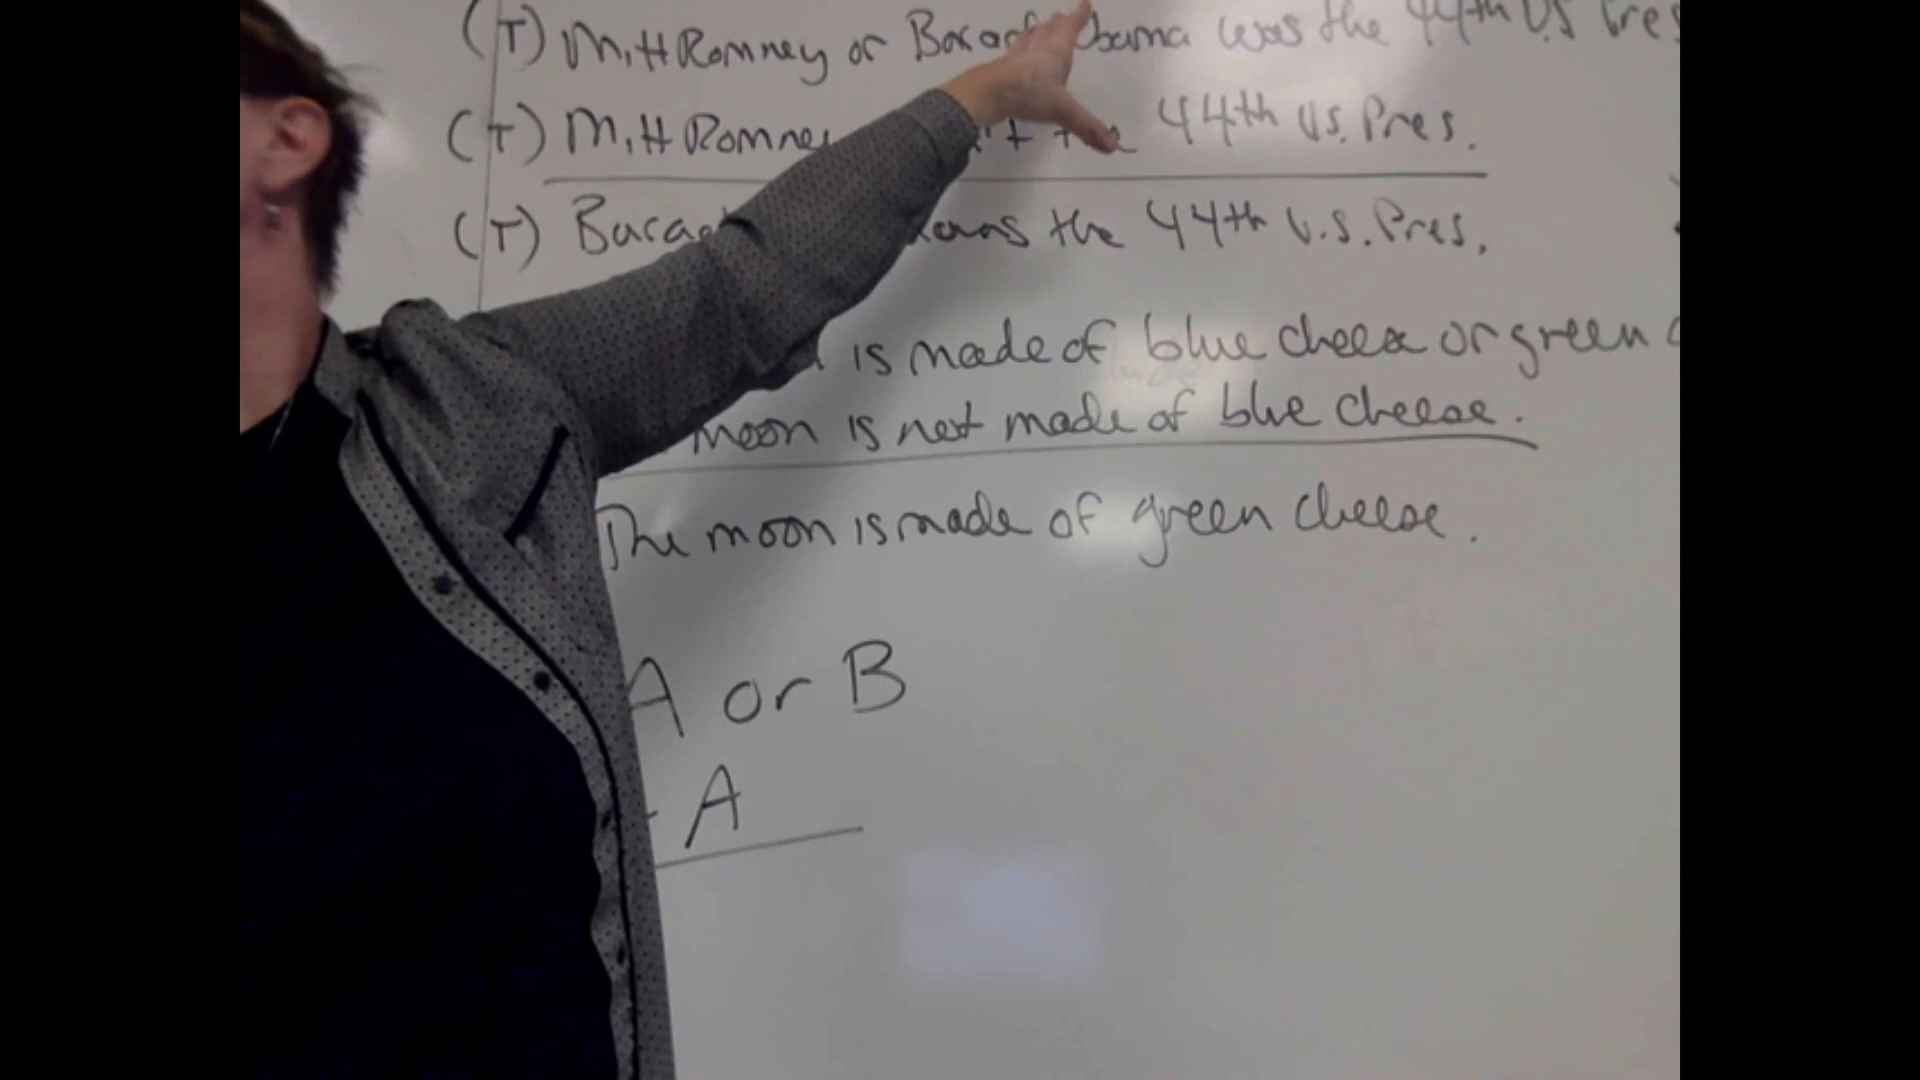 (T) Mitt Romney or Barack Obama was the 44th U.S Pres
(T) Mitt Romney the 44th US. Pres.
(T) Barack was the 44th U.S. Pres.
is made of blue cheese or green
moon is not made of blue cheese.
The moon is made of green cheese.
A or B
- A